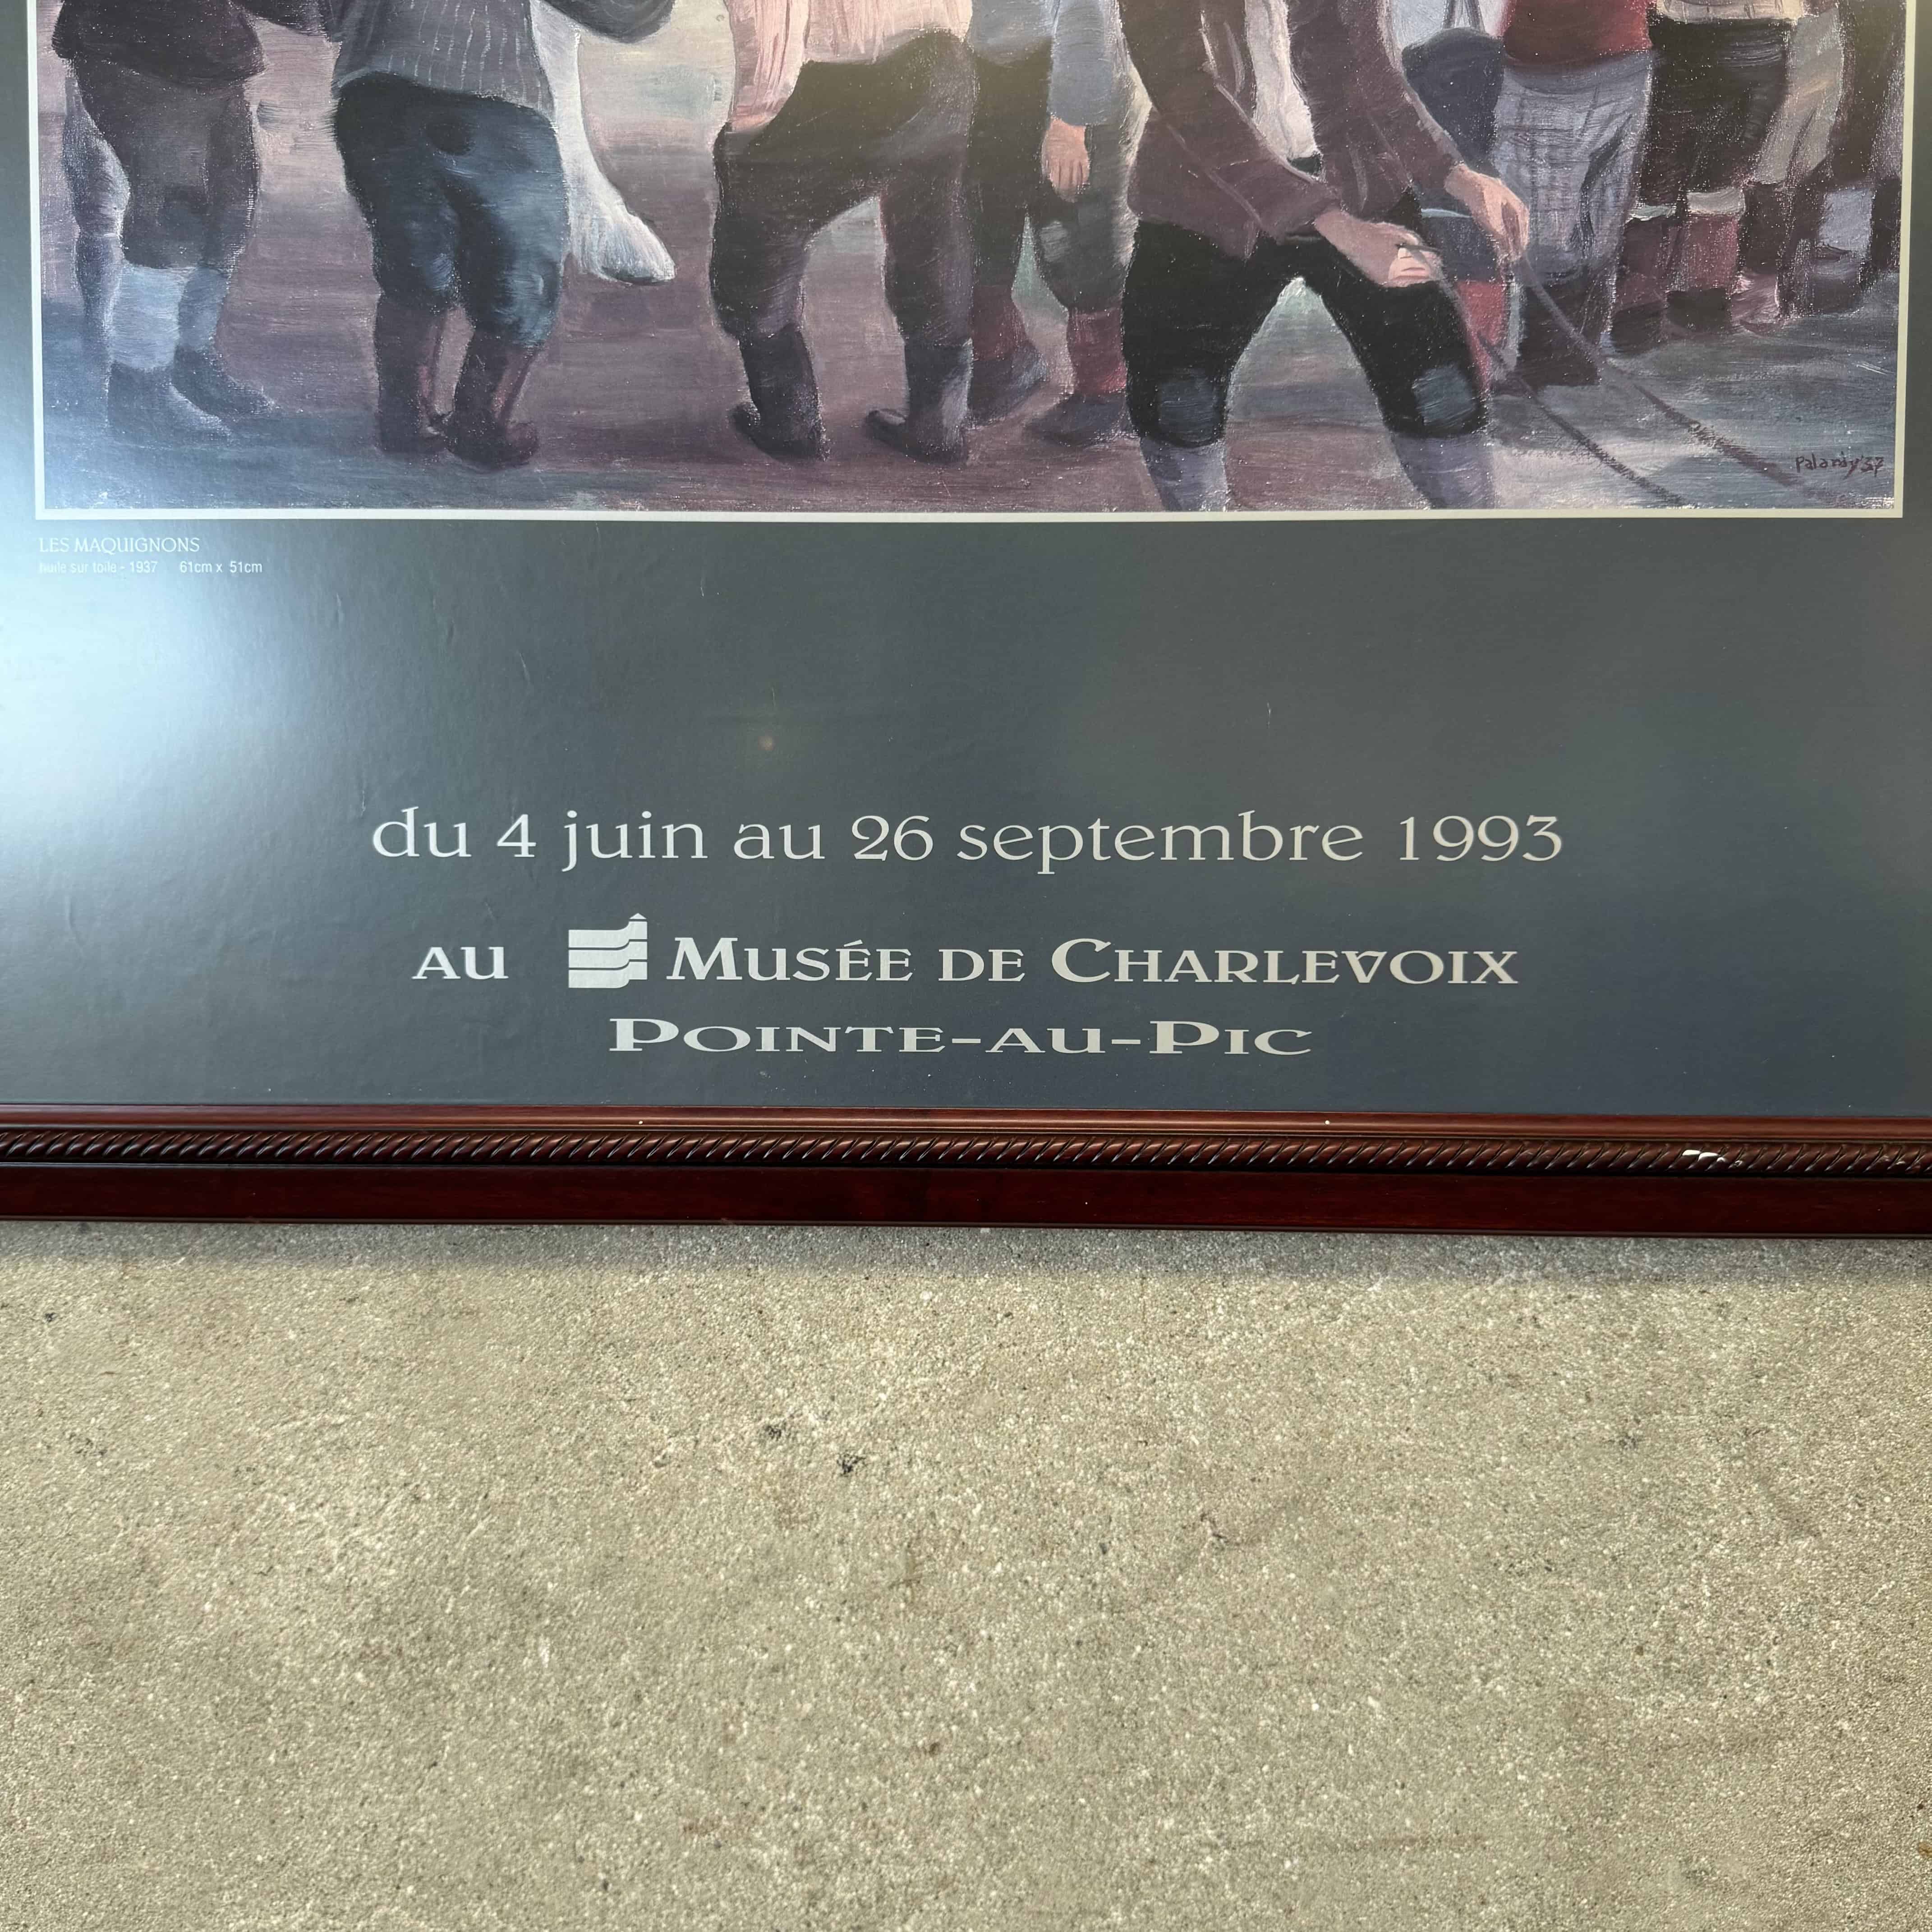 Palardy'37
LES MAQUIGNONS
huile sur toile - 1937 61cm x 51cm
du 4 juin au 26 septembre 1993
AU MUSÉE DE CHARLEVOIX
POINTE-AU-PIC